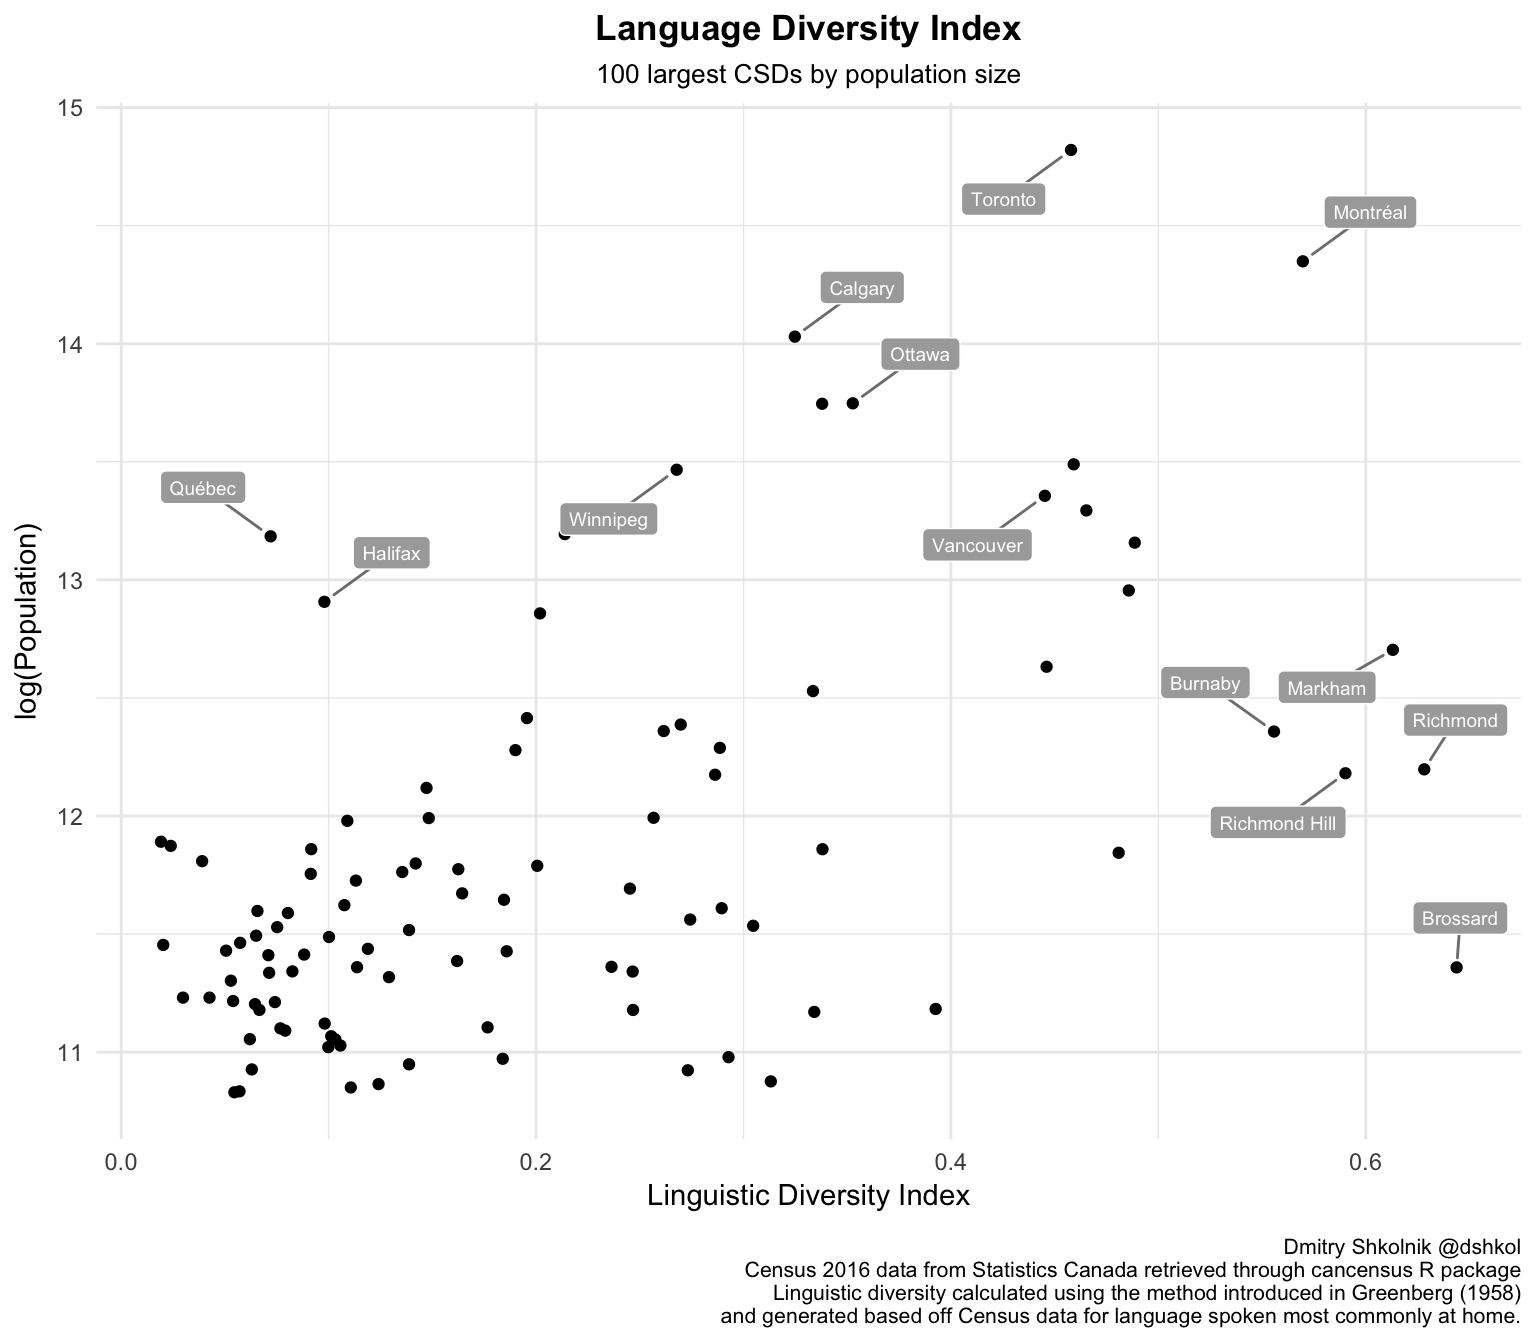 Language Diversity Index
100 largest CSDs by population size
15
Toronto
Montréal
Calgary
14
Ottawa
Québec
Winnipeg
Vancouver
Halifax
13
log(Population)
Burnaby
Markham
Richmond
12
Richmond Hill
Brossard
11
0.0
0.2
0.4
0.6
Linguistic Diversity Index
Dmitry Shkolnik @dshkol
Census 2016 data from Statistics Canada retrieved through cancensus R package
Linguistic diversity calculated using the method introduced in Greenberg (1958)
and generated based off Census data for language spoken most commonly at home.